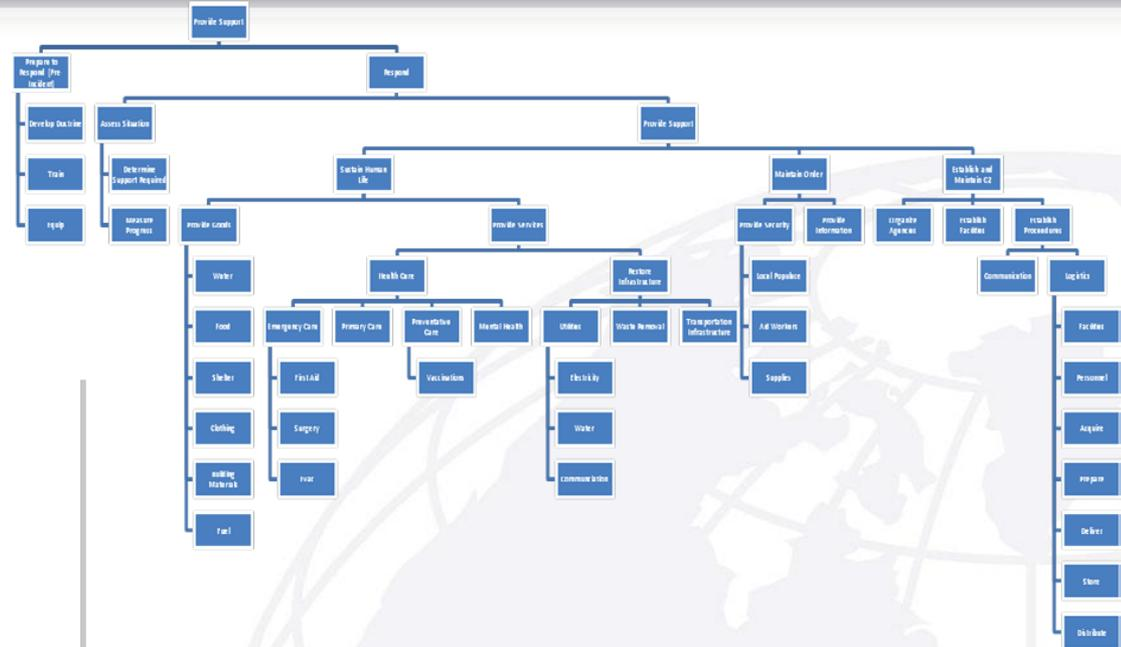 Provide Support
Prepare to
Respond (Pre
Incident)
Respond
Develop Doctrine
Assess Situation
Provide Support
Train
Determine
Support Required
Sustain Human
Life
Maintain Order
Establish and
Maintain C2
Equip
Measure
Progress
Provide Goods
Provide Services
Provide Security
Provide
Information
Organize
Agencies
Establish
Facilities
Establish
Procedures
Water
Health Care
Restore
Infrastructure
Local Populace
Communication
Logistics
Food
Emergency Care
Primary Care
Preventative
Care
Mental Health
Utilities
Waste Removal
Transportation
Infrastructure
Aid Workers
Facilities
Shelter
First Aid
Vaccinations
Electricity
Supplies
Personnel
Clothing
Surgery
Water
Acquire
Building
Materials
Evac
Communciation
Prepare
Fuel
Deliver
Store
Distribute